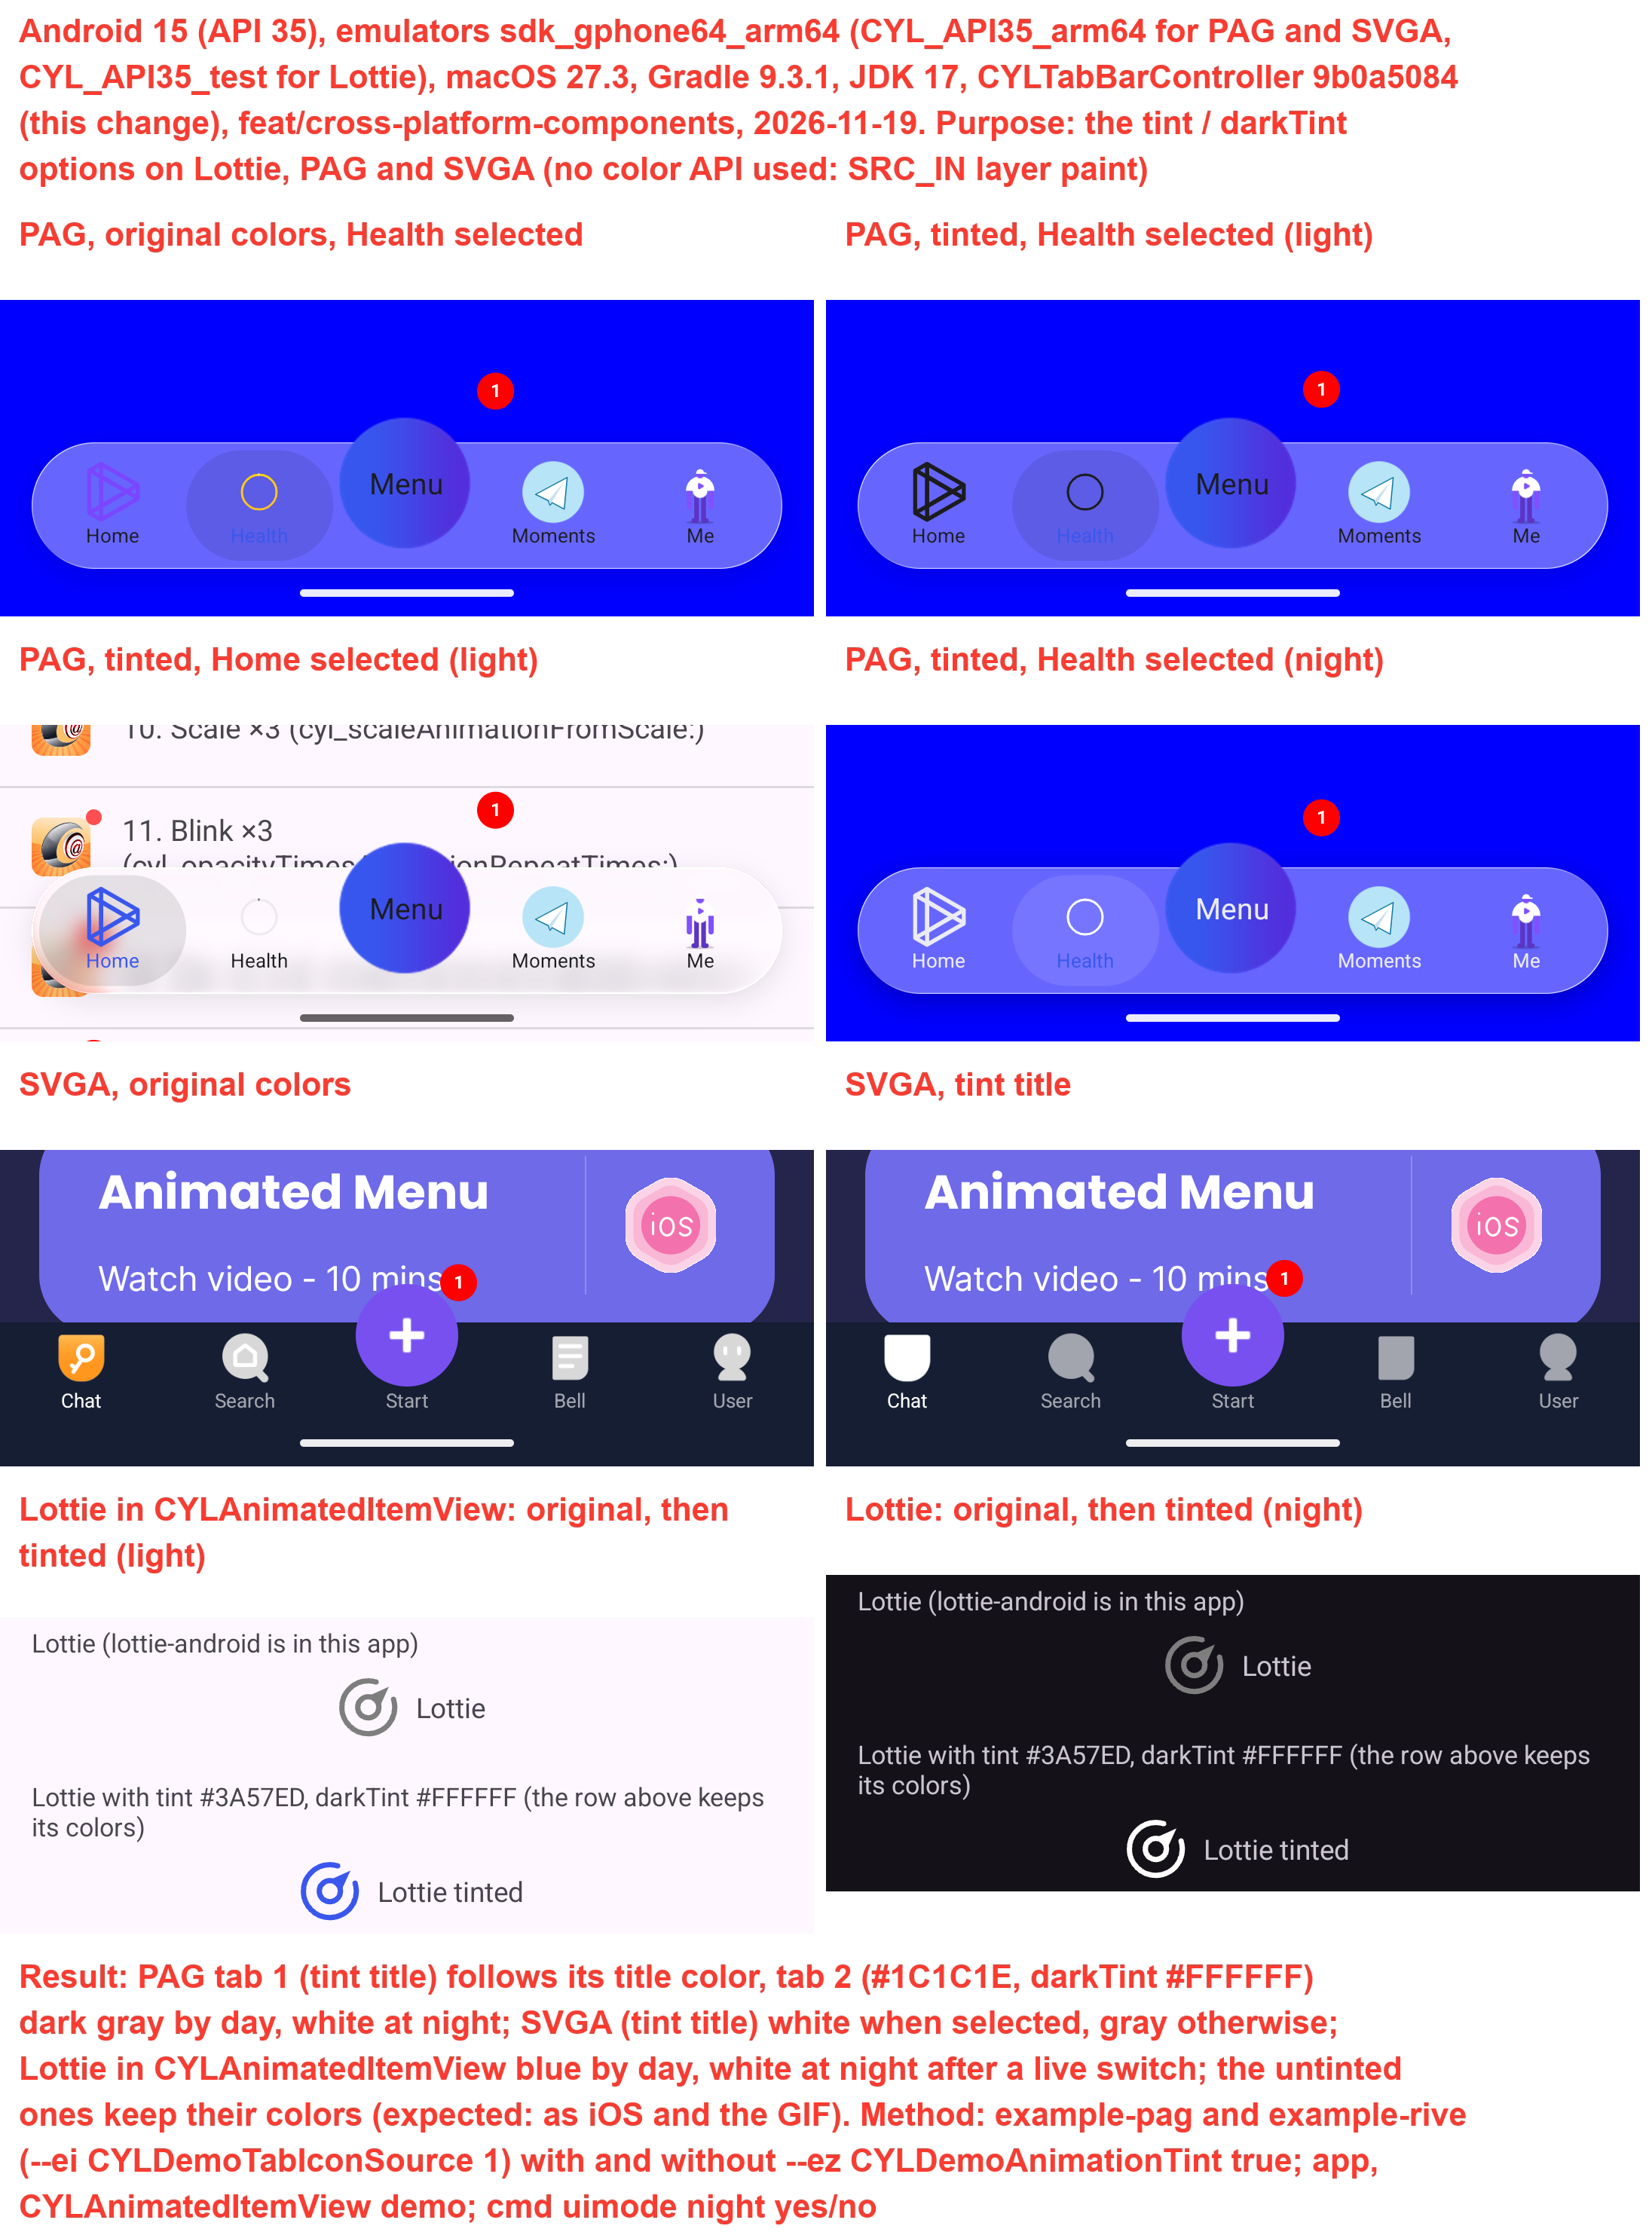 Android 15 (API 35), emulators sdk_gphone64_arm64 (CYL_API35_arm64 for PAG and SVGA,
CYL_API35_test for Lottie), macOS 27.3, Gradle 9.3.1, JDK 17, CYLTabBarController 9b0a5084
(this change), feat/cross-platform-components, 2026-11-19. Purpose: the tint / darkTint
options on Lottie, PAG and SVGA (no color API used: SRC_IN layer paint)
PAG, original colors, Health selected
PAG, tinted, Health selected (light)
1
Menu
Home
Health
Moments
Me
1
Menu
Home
Health
Moments
Me
PAG, tinted, Home selected (light)
PAG, tinted, Health selected (night)
10. Scale ×3 (cyl_scaleAnimationFromScale:)
11. Blink ×3
1
Menu
Home
Health
Moments
Me
1
Menu
Home
Health
Moments
Me
SVGA, original colors
SVGA, tint title
Animated Menu
iOS
Watch video - 10 mins
1
Chat
Search
Start
Bell
User
Animated Menu
iOS
Watch video - 10 mins
1
Chat
Search
Start
Bell
User
Lottie in CYLAnimatedItemView: original, then
tinted (light)
Lottie: original, then tinted (night)
Lottie (lottie-android is in this app)
Lottie
Lottie with tint #3A57ED, darkTint #FFFFFF (the row above keeps
its colors)
Lottie tinted
Lottie (lottie-android is in this app)
Lottie
Lottie with tint #3A57ED, darkTint #FFFFFF (the row above keeps
its colors)
Lottie tinted
Result: PAG tab 1 (tint title) follows its title color, tab 2 (#1C1C1E, darkTint #FFFFFF)
dark gray by day, white at night; SVGA (tint title) white when selected, gray otherwise;
Lottie in CYLAnimatedItemView blue by day, white at night after a live switch; the untinted
ones keep their colors (expected: as iOS and the GIF). Method: example-pag and example-rive
(--ei CYLDemoTabIconSource 1) with and without --ez CYLDemoAnimationTint true; app,
CYLAnimatedItemView demo; cmd uimode night yes/no